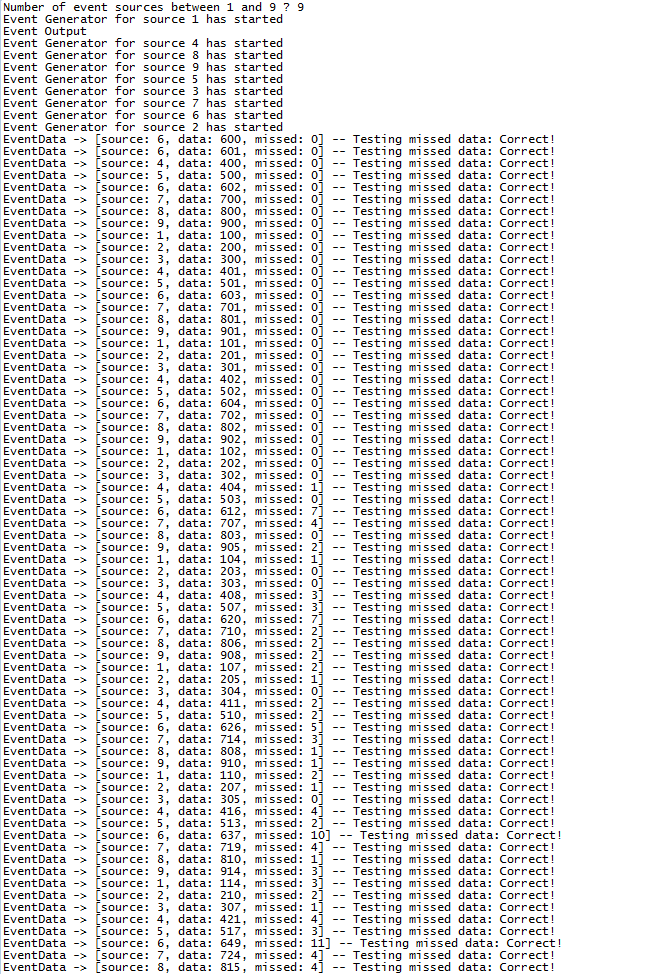 Number of event sources between 1 and 9 ? 9
Event Generator for source 1 has started
Event Output
Event Generator for source 4 has started
Event Generator for source 8 has started
Event Generator for source 9 has started
Event Generator for source 5 has started
Event Generator for source 3 has started
Event Generator for source 7 has started
Event Generator for source 6 has started
Event Generator for source 2 has started
EventData -> [source: 6, data: 600, missed: 0] -- Testing missed data: Correct!
EventData -> [source: 6, data: 601, missed: 0] -- Testing missed data: Correct!
EventData -> [source: 4, data: 400, missed: 0] -- Testing missed data: Correct!
EventData -> [source: 5, data: 500, missed: 0] -- Testing missed data: Correct!
EventData -> [source: 6, data: 602, missed: 0] -- Testing missed data: Correct!
EventData -> [source: 7, data: 700, missed: 0] -- Testing missed data: Correct!
EventData -> [source: 8, data: 800, missed: 0] -- Testing missed data: Correct!
EventData -> [source: 9, data: 900, missed: 0] -- Testing missed data: Correct!
EventData -> [source: 1, data: 100, missed: 0] -- Testing missed data: Correct!
EventData -> [source: 2, data: 200, missed: 0] -- Testing missed data: Correct!
EventData -> [source: 3, data: 300, missed: 0] -- Testing missed data: Correct!
EventData -> [source: 4, data: 401, missed: 0] -- Testing missed data: Correct!
EventData -> [source: 5, data: 501, missed: 0] -- Testing missed data: Correct!
EventData -> [source: 6, data: 603, missed: 0] -- Testing missed data: Correct!
EventData -> [source: 7, data: 701, missed: 0] -- Testing missed data: Correct!
EventData -> [source: 8, data: 801, missed: 0] -- Testing missed data: Correct!
EventData -> [source: 9, data: 901, missed: 0] -- Testing missed data: Correct!
EventData -> [source: 1, data: 101, missed: 0] -- Testing missed data: Correct!
EventData -> [source: 2, data: 201, missed: 0] -- Testing missed data: Correct!
EventData -> [source: 3, data: 301, missed: 0] -- Testing missed data: Correct!
EventData -> [source: 4, data: 402, missed: 0] -- Testing missed data: Correct!
EventData -> [source: 5, data: 502, missed: 0] -- Testing missed data: Correct!
EventData -> [source: 6, data: 604, missed: 0] -- Testing missed data: Correct!
EventData -> [source: 7, data: 702, missed: 0] -- Testing missed data: Correct!
EventData -> [source: 8, data: 802, missed: 0] -- Testing missed data: Correct!
EventData -> [source: 9, data: 902, missed: 0] -- Testing missed data: Correct!
EventData -> [source: 1, data: 102, missed: 0] -- Testing missed data: Correct!
EventData -> [source: 2, data: 202, missed: 0] -- Testing missed data: Correct!
EventData -> [source: 3, data: 302, missed: 0] -- Testing missed data: Correct!
EventData -> [source: 4, data: 404, missed: 1] -- Testing missed data: Correct!
EventData -> [source: 5, data: 503, missed: 0] -- Testing missed data: Correct!
EventData -> [source: 6, data: 612, missed: 7] -- Testing missed data: Correct!
EventData -> [source: 7, data: 707, missed: 4] -- Testing missed data: Correct!
EventData -> [source: 8, data: 803, missed: 0] -- Testing missed data: Correct!
EventData -> [source: 9, data: 905, missed: 2] -- Testing missed data: Correct!
EventData -> [source: 1, data: 104, missed: 1] -- Testing missed data: Correct!
EventData -> [source: 2, data: 203, missed: 0] -- Testing missed data: Correct!
EventData -> [source: 3, data: 303, missed: 0] -- Testing missed data: Correct!
EventData -> [source: 4, data: 408, missed: 3] -- Testing missed data: Correct!
EventData -> [source: 5, data: 507, missed: 3] -- Testing missed data: Correct!
EventData -> [source: 6, data: 620, missed: 7] -- Testing missed data: Correct!
EventData -> [source: 7, data: 710, missed: 2] -- Testing missed data: Correct!
EventData -> [source: 8, data: 806, missed: 2] -- Testing missed data: Correct!
EventData -> [source: 9, data: 908, missed: 2] -- Testing missed data: Correct!
EventData -> [source: 1, data: 107, missed: 2] -- Testing missed data: Correct!
EventData -> [source: 2, data: 205, missed: 1] -- Testing missed data: Correct!
EventData -> [source: 3, data: 304, missed: 0] -- Testing missed data: Correct!
EventData -> [source: 4, data: 411, missed: 2] -- Testing missed data: Correct!
EventData -> [source: 5, data: 510, missed: 2] -- Testing missed data: Correct!
EventData -> [source: 6, data: 626, missed: 5] -- Testing missed data: Correct!
EventData -> [source: 7, data: 714, missed: 3] -- Testing missed data: Correct!
EventData -> [source: 8, data: 808, missed: 1] -- Testing missed data: Correct!
EventData -> [source: 9, data: 910, missed: 1] -- Testing missed data: Correct!
EventData -> [source: 1, data: 110, missed: 2] -- Testing missed data: Correct!
EventData -> [source: 2, data: 207, missed: 1] -- Testing missed data: Correct!
EventData -> [source: 3, data: 305, missed: 0] -- Testing missed data: Correct!
EventData -> [source: 4, data: 416, missed: 4] -- Testing missed data: Correct!
EventData -> [source: 5, data: 513, missed: 2] -- Testing missed data: Correct!
EventData -> [source: 6, data: 637, missed: 10] -- Testing missed data: Correct!
EventData -> [source: 7, data: 719, missed: 4] -- Testing missed data: Correct!
EventData -> [source: 8, data: 810, missed: 1] -- Testing missed data: Correct!
EventData -> [source: 9, data: 914, missed: 3] -- Testing missed data: Correct!
EventData -> [source: 1, data: 114, missed: 3] -- Testing missed data: Correct!
EventData -> [source: 2, data: 210, missed: 2] -- Testing missed data: Correct!
EventData -> [source: 3, data: 307, missed: 1] -- Testing missed data: Correct!
EventData -> [source: 4, data: 421, missed: 4] -- Testing missed data: Correct!
EventData -> [source: 5, data: 517, missed: 3] -- Testing missed data: Correct!
EventData -> [source: 6, data: 649, missed: 11] -- Testing missed data: Correct!
EventData -> [source: 7, data: 724, missed: 4] -- Testing missed data: Correct!
EventData -> [source: 8, data: 815, missed: 4] -- Testing missed data: Correct!